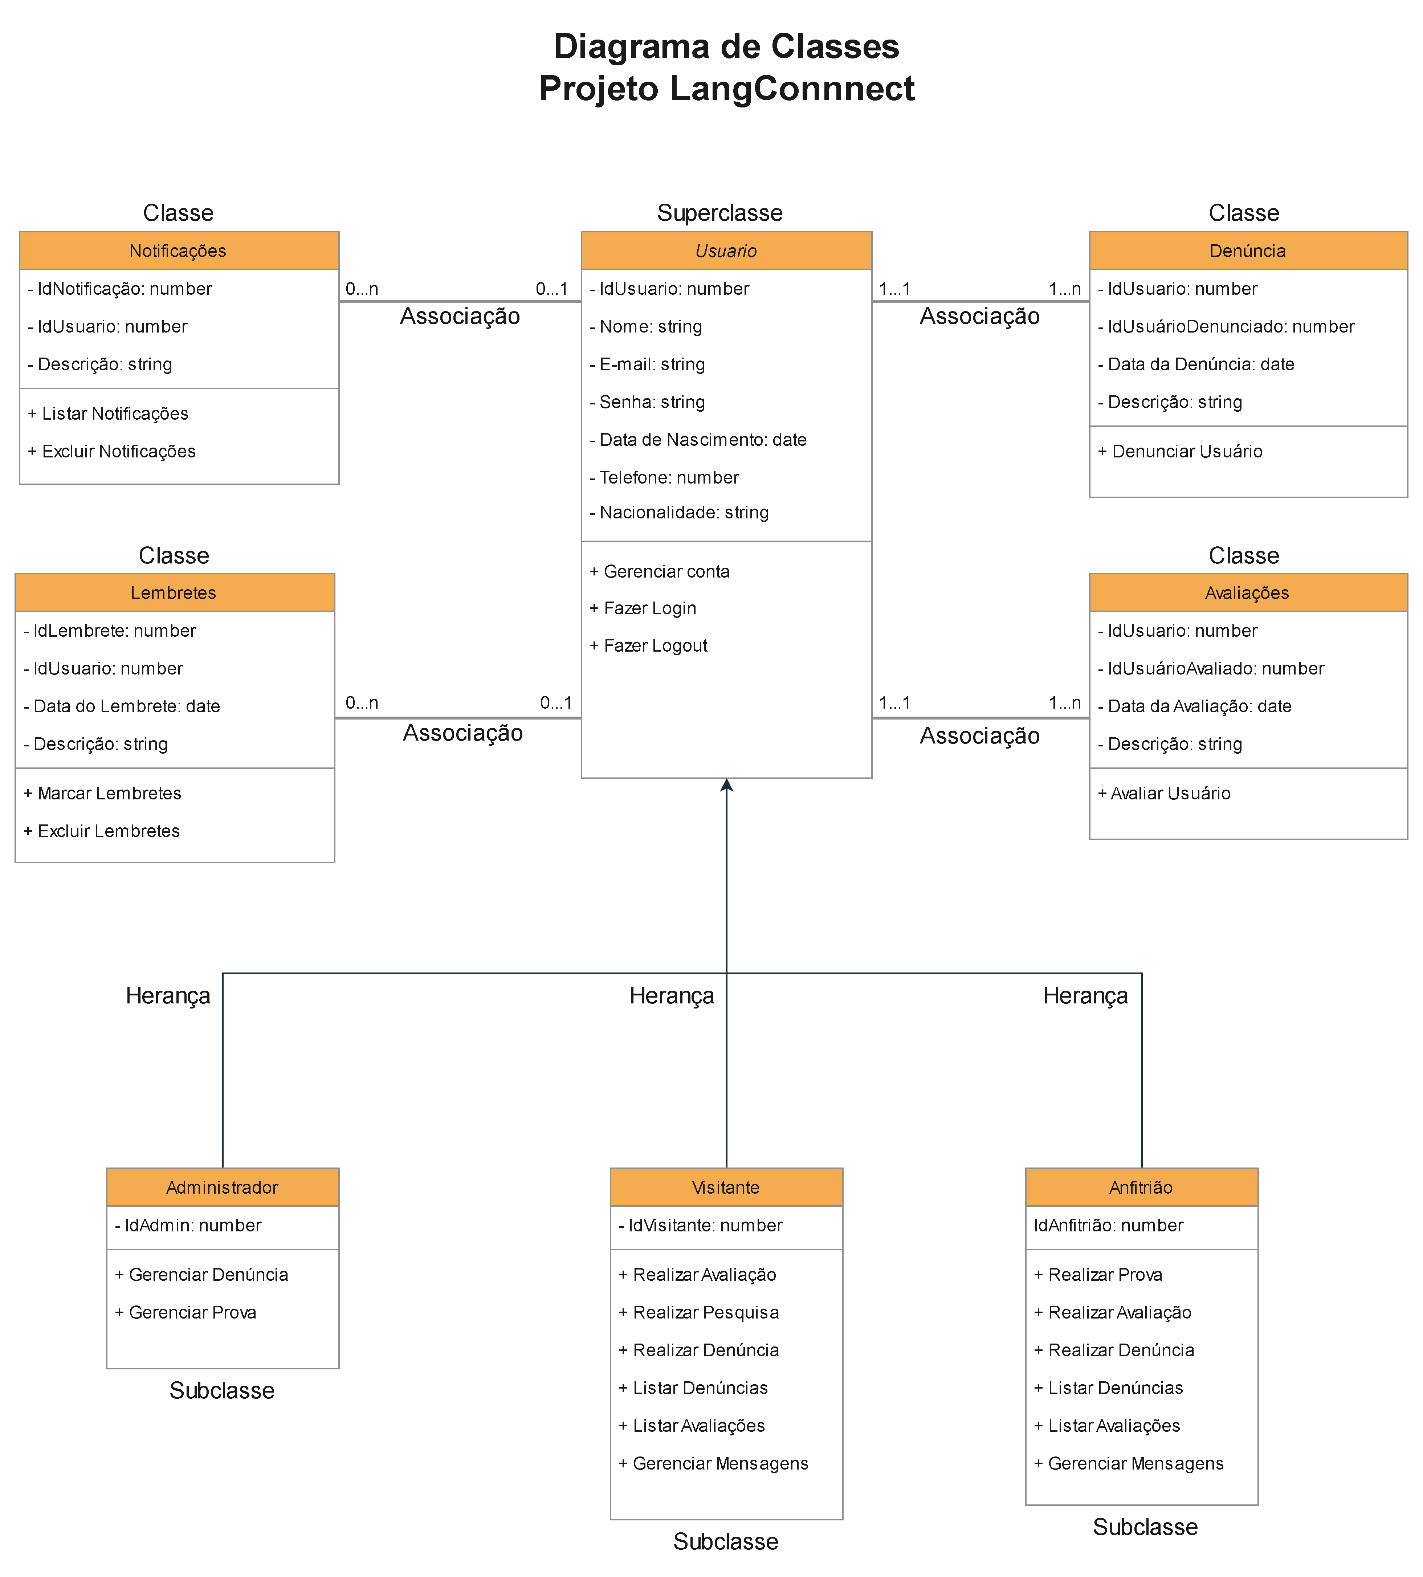 Diagrama de Classes
Projeto LangConnnect
Classe
Notificações
- IdNotificação: number
- IdUsuario: number
- Descrição: string
+ Listar Notificações
+ Excluir Notificações
0...n
0...1
Associação
Superclasse
Usuario
- IdUsuario: number
- Nome: string
- E-mail: string
- Senha: string
- Data de Nascimento: date
- Telefone: number
- Nacionalidade: string
+ Gerenciar conta
+ Fazer Login
+ Fazer Logout
1...1
1...n
Associação
Classe
Denúncia
- IdUsuario: number
- IdUsuárioDenunciado: number
- Data da Denúncia: date
- Descrição: string
+ Denunciar Usuário
Classe
Lembretes
- IdLembrete: number
- IdUsuario: number
- Data do Lembrete: date
- Descrição: string
+ Marcar Lembretes
+ Excluir Lembretes
0...n
0...1
Associação
1...1
1...n
Associação
Classe
Avaliações
- IdUsuario: number
- IdUsuárioAvaliado: number
- Data da Avaliação: date
- Descrição: string
+ Avaliar Usuário
Herança
Herança
Herança
Administrador
- IdAdmin: number
+ Gerenciar Denúncia
+ Gerenciar Prova
Subclasse
Visitante
- IdVisitante: number
+ Realizar Avaliação
+ Realizar Pesquisa
+ Realizar Denúncia
+ Listar Denúncias
+ Listar Avaliações
+ Gerenciar Mensagens
Subclasse
Anfitrião
IdAnfitrião: number
+ Realizar Prova
+ Realizar Avaliação
+ Realizar Denúncia
+ Listar Denúncias
+ Listar Avaliações
+ Gerenciar Mensagens
Subclasse